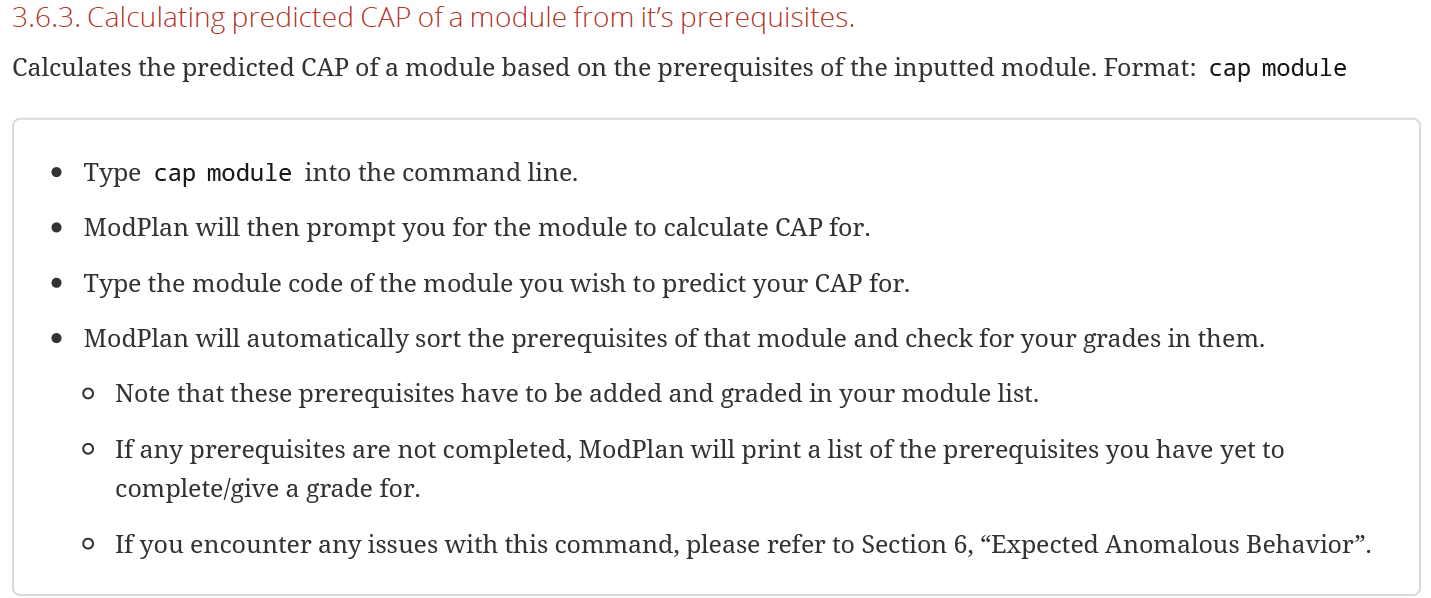 3.6.3. Calculating predicted CAP of a module from it’s prerequisites.
Calculates the predicted CAP of a module based on the prerequisites of the inputted module. Format: cap module
• Type cap module into the command line.
• ModPlan will then prompt you for the module to calculate CAP for.
• Type the module code of the module you wish to predict your CAP for.
• ModPlan will automatically sort the prerequisites of that module and check for your grades in them.
◦ Note that these prerequisites have to be added and graded in your module list.
◦ If any prerequisites are not completed, ModPlan will print a list of the prerequisites you have yet to
complete/give a grade for.
◦ If you encounter any issues with this command, please refer to Section 6, “Expected Anomalous Behavior”.